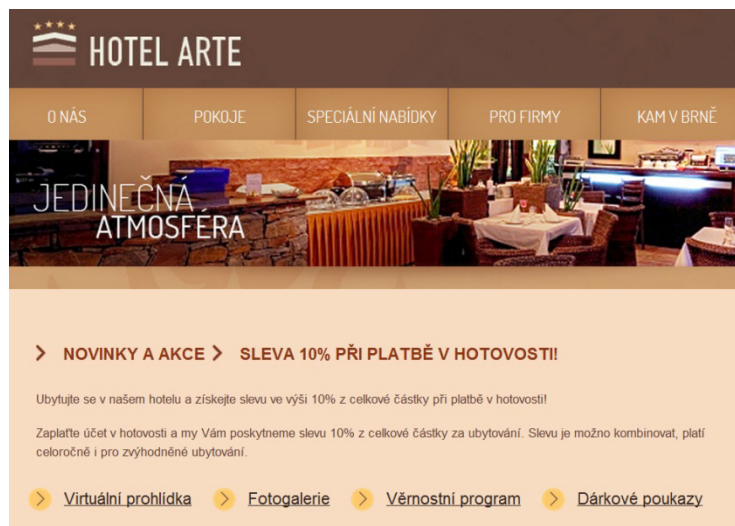 HOTEL ARTE
O NÁS POKOJE SPECIÁLNÍ NABÍDKY PRO FIRMY KAM V BRNĚ
JEDINEČNÁ
ATMOSFÉRA
NOVINKY A AKCE SLEVA 10% PŘI PLATBĚ V HOTOVOSTI!
Ubytujte se v našem hotelu a získejte slevu ve výši 10% z celkové částky při platbě v hotovosti!
Zaplaťte účet v hotovosti a my Vám poskytneme slevu 10% z celkové částky za ubytování. Slevu je možno kombinovat, platí
celoročně i pro zvýhodněné ubytování.
Virtuální prohlídka Fotogalerie Věrnostní program Dárkové poukazy